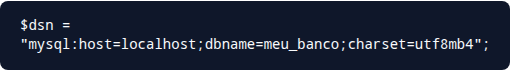 $dsn =
"mysql:host=localhost;dbname=meu_banco;charset=utf8mb4";